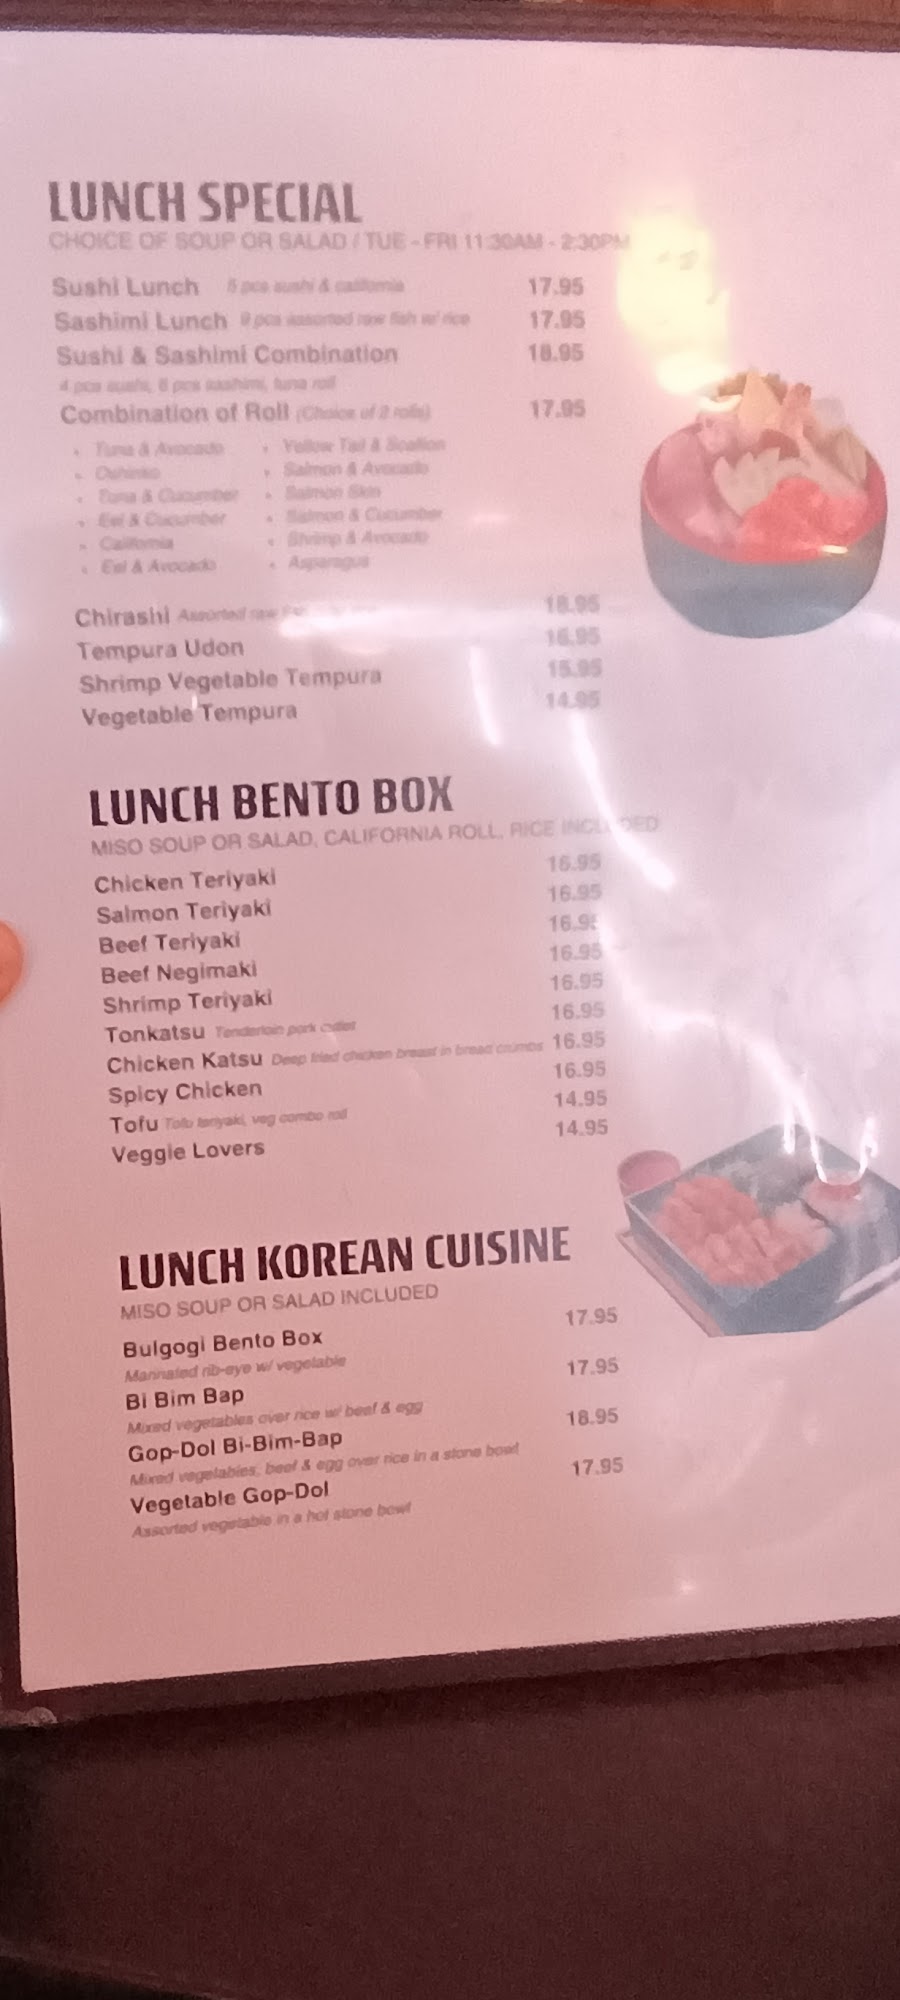 LUNCH SPECIAL
CHOICE OF SOUP OR SALAD / TUE - FRI 11:30AM - 2:30PM
Sushi Lunch 5 pcs sushi & california 17.95
Sashimi Lunch 9 pcs assorted raw fish w/ rice 17.95
Sushi & Sashimi Combination 18.95
4 pcs sushi, 6 pcs sashimi, tuna roll
Combination of Roll (Choice of 2 rolls) 17.95
• Tuna & Avocado • Yellow Tail & Scallion
• Oshinko • Salmon & Avocado
• Tuna & Cucumber • Salmon Skin
• Eel & Cucumber • Salmon & Cucumber
• California • Shrimp & Avocado
• Eel & Avocado • Asparagus
Chirashi Assorted raw 18.95
Tempura Udon 16.95
Shrimp Vegetable Tempura 15.95
Vegetable Tempura 14.95
LUNCH BENTO BOX
MISO SOUP OR SALAD, CALIFORNIA ROLL, RICE INCLUDED
Chicken Teriyaki 16.95
Salmon Teriyaki 16.95
Beef Teriyaki 16.95
Beef Negimaki 16.95
Shrimp Teriyaki 16.95
Tonkatsu Tenderloin pork cutlet 16.95
Chicken Katsu Deep fried chicken breast in bread crumbs 16.95
Spicy Chicken 16.95
Tofu Tofu teriyaki, veg combo roll 14.95
Veggie Lovers 14.95
LUNCH KOREAN CUISINE
MISO SOUP OR SALAD INCLUDED
Bulgogi Bento Box 17.95
Marinated rib-eye w/ vegetable
Bi Bim Bap 17.95
Mixed vegetables over rice w/ beef & egg
Gop-Dol Bi-Bim-Bap 18.95
Mixed vegetables, beef & egg over rice in a stone bowl
Vegetable Gop-Dol 17.95
Assorted vegetable in a hot stone bowl